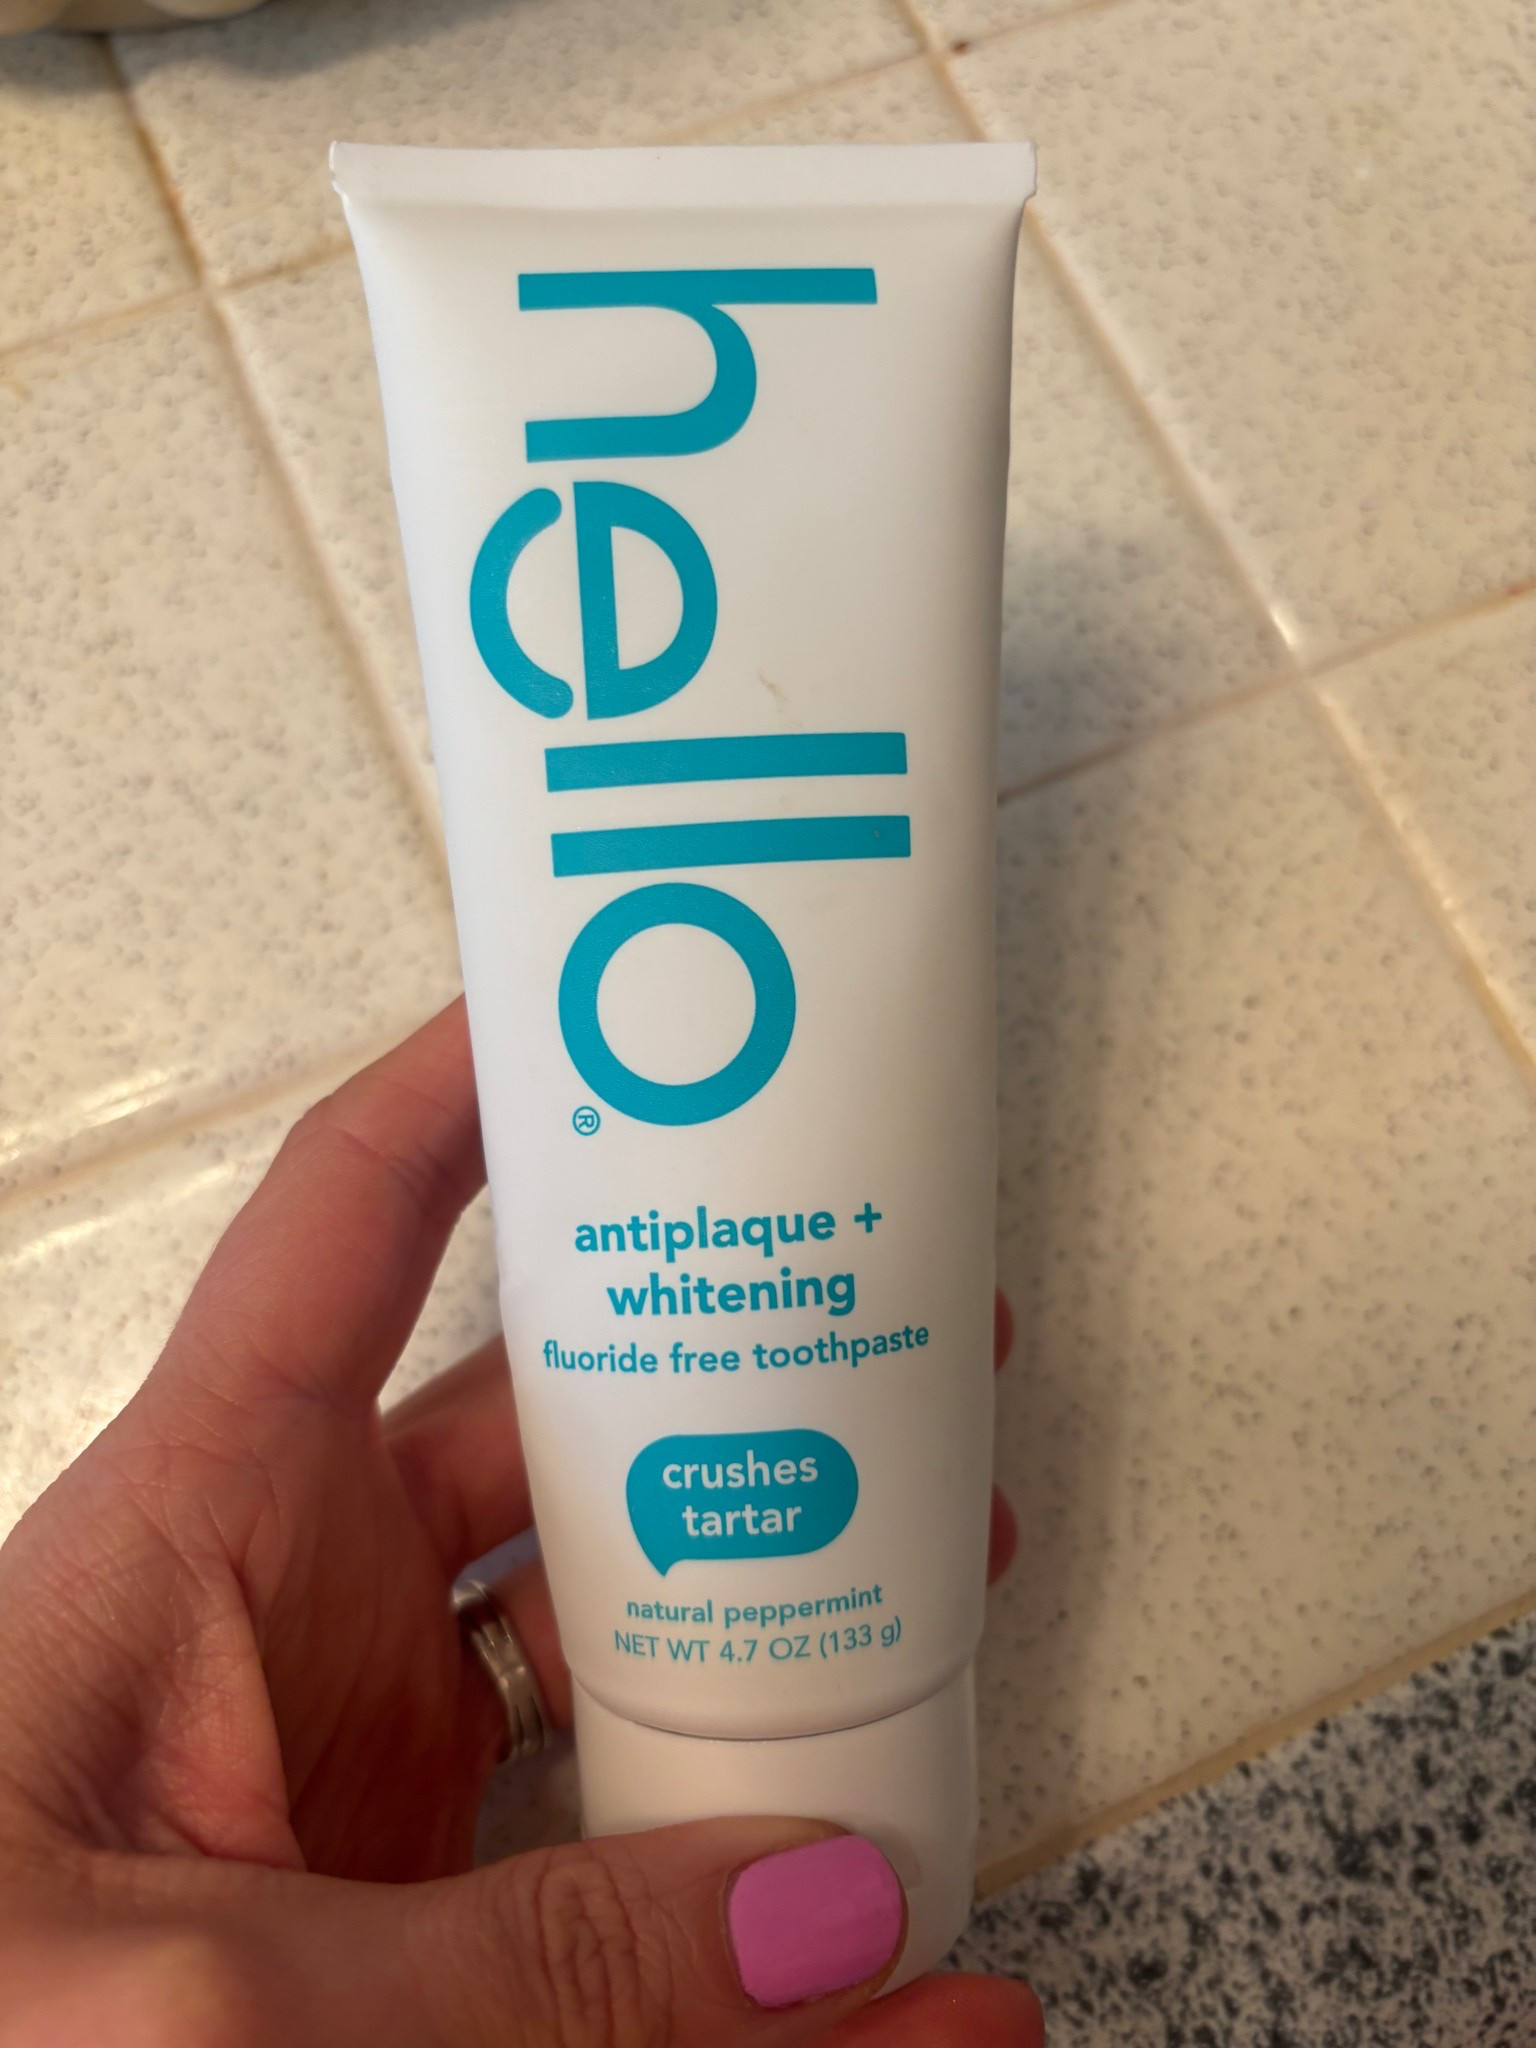 hello®
antiplaque +
whitening
fluoride free toothpaste
crushes
tartar
natural peppermint
NET WT 4.7 OZ (133 g)